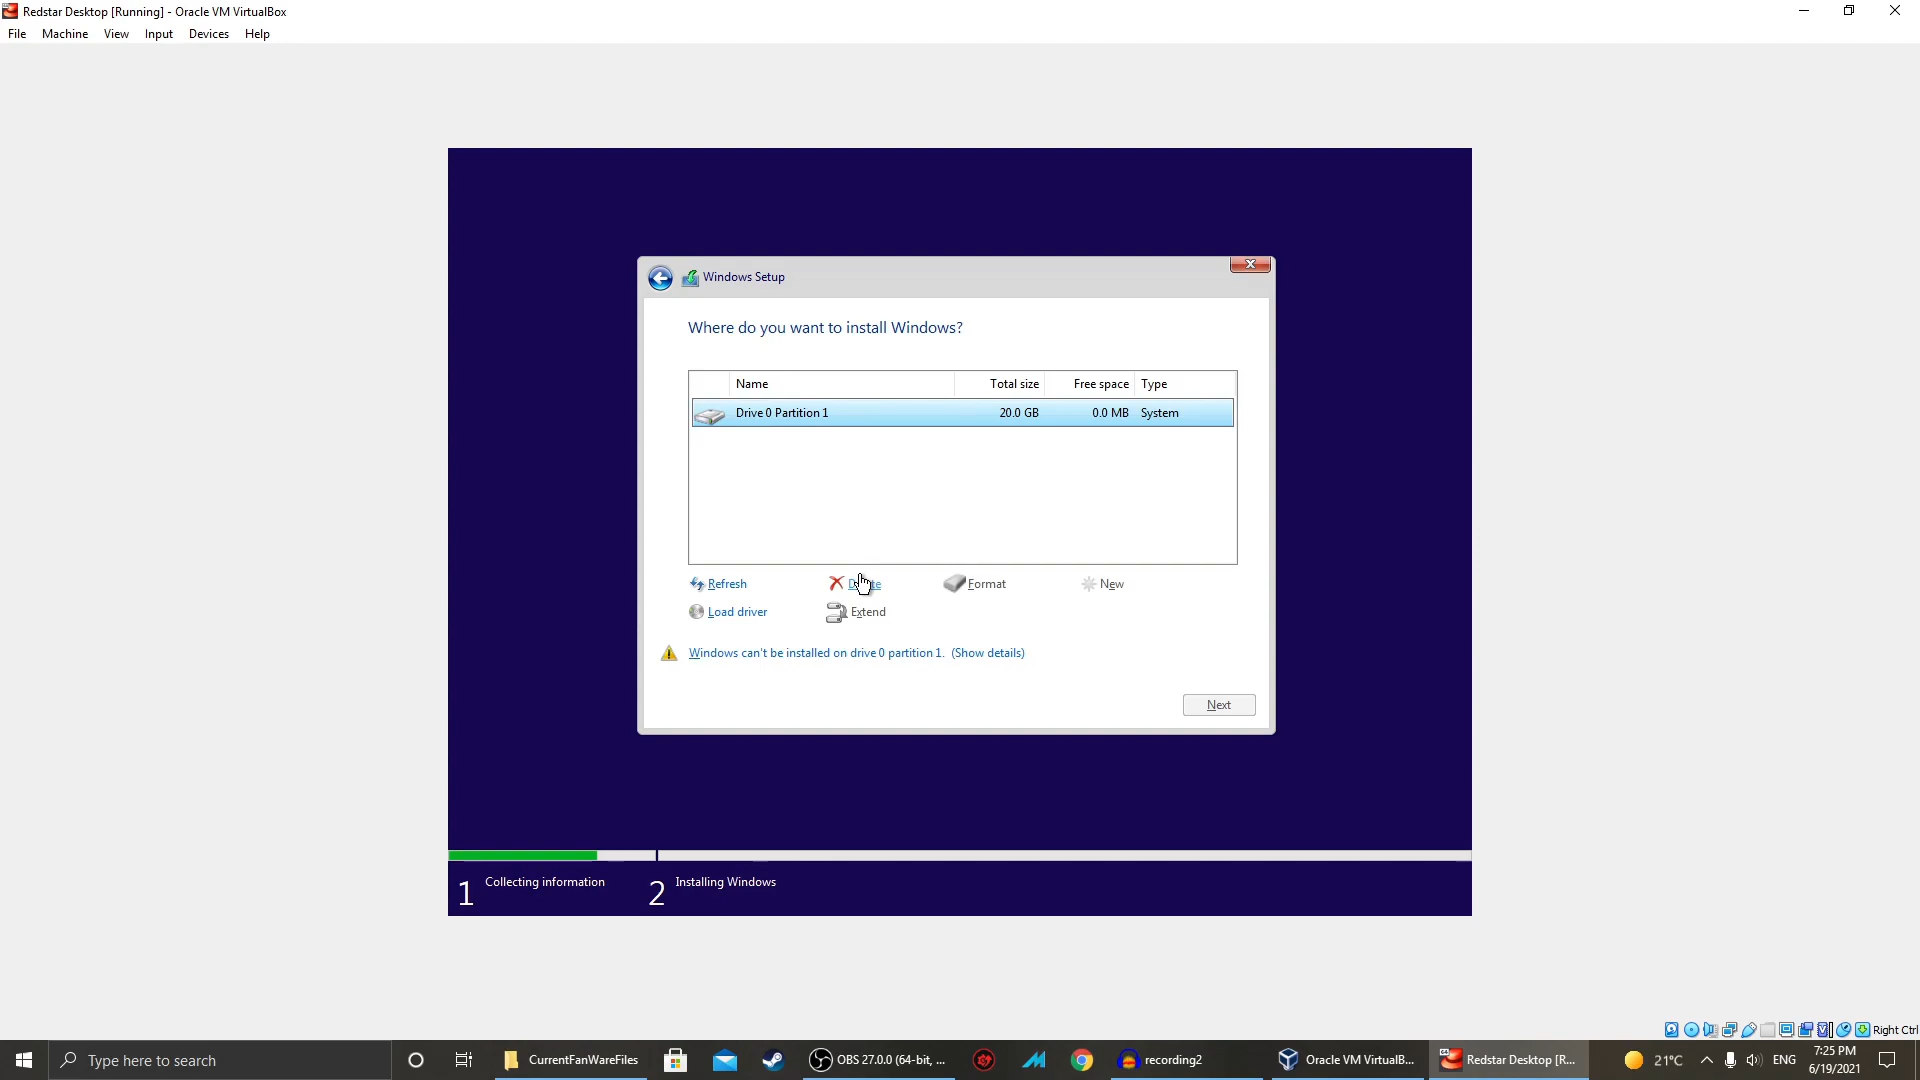 Redstar Desktop [Running] - Oracle VM VirtualBox
File Machine View Input Devices Help
Windows Setup
Where do you want to install Windows?
Name Total size Free space Type
Drive 0 Partition 1 20.0 GB 0.0 MB System
Refresh Format New
Load driver Extend
Windows can't be installed on drive 0 partition 1. (Show details)
Next
1 Collecting information 2 Installing Windows
Right Ctrl
Type here to search CurrentFanWareFiles OBS 27.0.0 (64-bit, ... recording2 Oracle VM VirtualB... Redstar Desktop [R... 21°C ENG 7:25 PM
6/19/2021